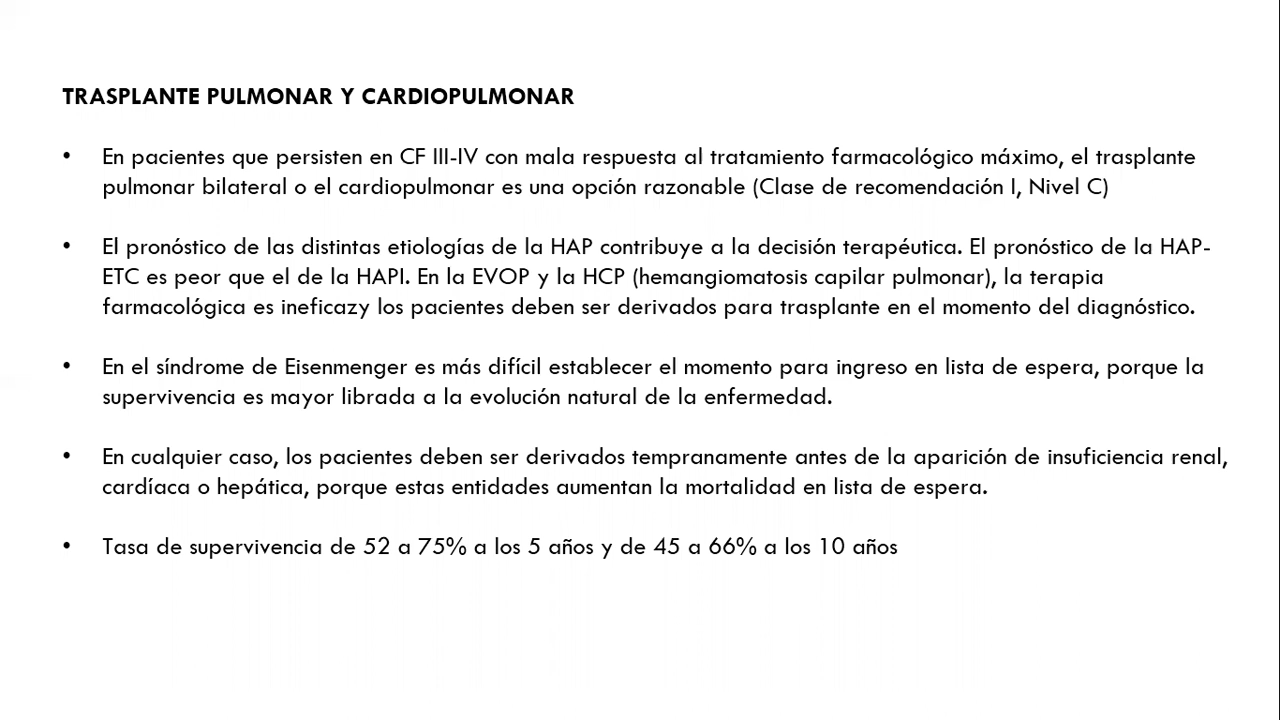 TRASPLANTE PULMONAR Y CARDIOPULMONAR
• En pacientes que persisten en CF III-IV con mala respuesta al tratamiento farmacológico máximo, el trasplante
pulmonar bilateral o el cardiopulmonar es una opción razonable (Clase de recomendación I, Nivel C)
• El pronóstico de las distintas etiologías de la HAP contribuye a la decisión terapéutica. El pronóstico de la HAP-
ETC es peor que el de la HAPI. En la EVOP y la HCP (hemangiomatosis capilar pulmonar), la terapia
farmacológica es ineficazy los pacientes deben ser derivados para trasplante en el momento del diagnóstico.
• En el síndrome de Eisenmenger es más difícil establecer el momento para ingreso en lista de espera, porque la
supervivencia es mayor librada a la evolución natural de la enfermedad.
• En cualquier caso, los pacientes deben ser derivados tempranamente antes de la aparición de insuficiencia renal,
cardíaca o hepática, porque estas entidades aumentan la mortalidad en lista de espera.
• Tasa de supervivencia de 52 a 75% a los 5 años y de 45 a 66% a los 10 años